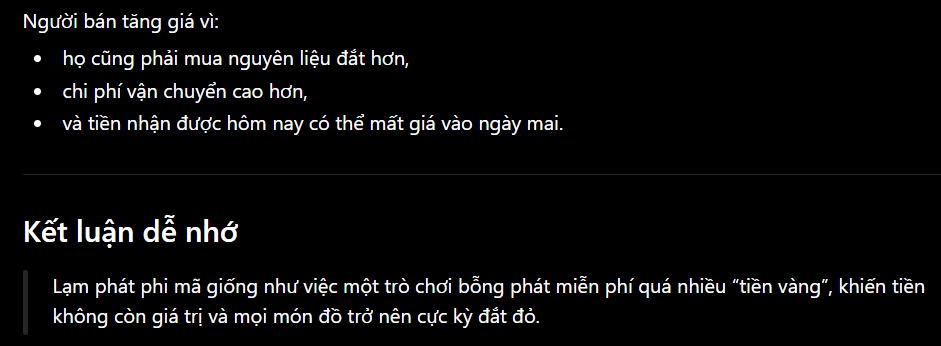 Người bán tăng giá vì:
• họ cũng phải mua nguyên liệu đắt hơn,
• chi phí vận chuyển cao hơn,
• và tiền nhận được hôm nay có thể mất giá vào ngày mai.
Kết luận dễ nhớ
Lạm phát phi mã giống như việc một trò chơi bỗng phát miễn phí quá nhiều “tiền vàng”, khiến tiền
không còn giá trị và mọi món đồ trở nên cực kỳ đắt đỏ.